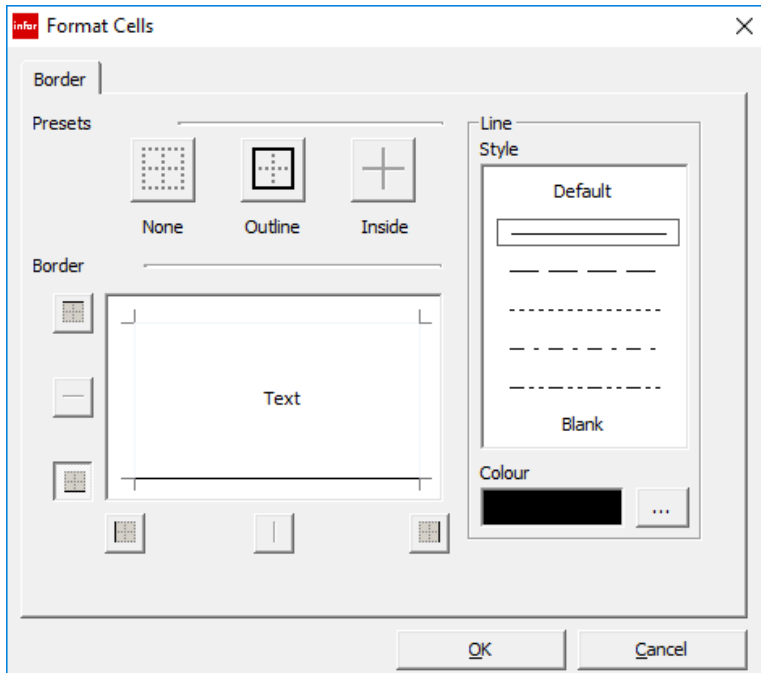 infor Format Cells
Border
Presets
None Outline Inside
Border
Text
Line
Style
Default
Blank
Colour
...
OK Cancel